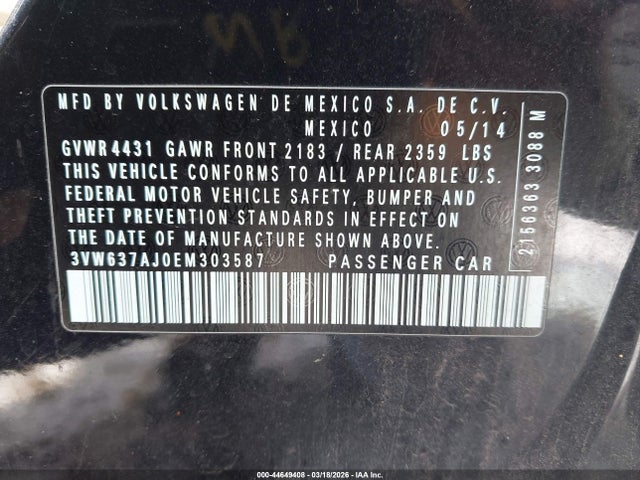 MFD BY VOLKSWAGEN DE MEXICO S.A. DE C.V.
MEXICO 05/14
GVWR 4431 GAWR FRONT 2183 / REAR 2359 LBS
THIS VEHICLE CONFORMS TO ALL APPLICABLE U.S.
FEDERAL MOTOR VEHICLE SAFETY, BUMPER AND
THEFT PREVENTION STANDARDS IN EFFECT ON
THE DATE OF MANUFACTURE SHOWN ABOVE.
3VW637AJ0EM303587 PASSENGER CAR
2156363 3088 M
000-44649408 - 03/18/2026 - IAA Inc.